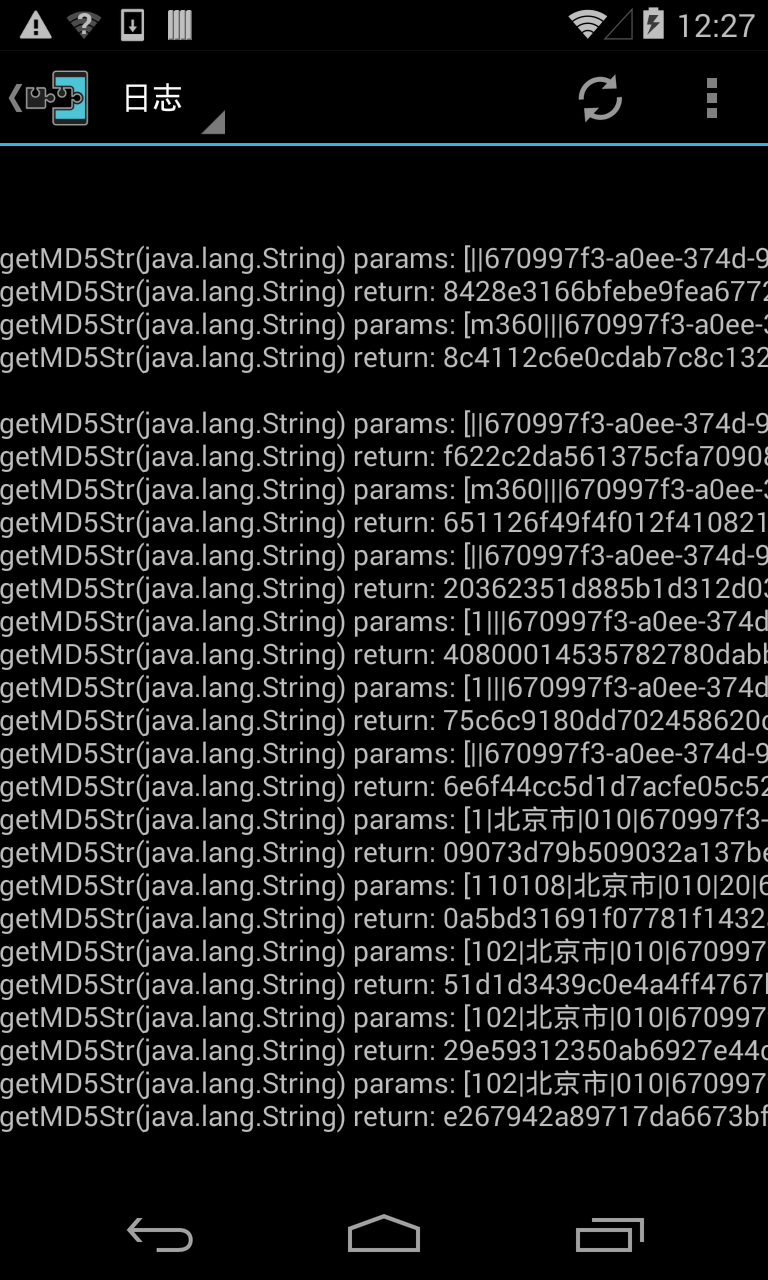 12:27
日志
getMD5Str(java.lang.String) params: [||670997f3-a0ee-374d-9
getMD5Str(java.lang.String) return: 8428e3166bfebe9fea6772
getMD5Str(java.lang.String) params: [m360|||670997f3-a0ee-3
getMD5Str(java.lang.String) return: 8c4112c6e0cdab7c8c132
getMD5Str(java.lang.String) params: [||670997f3-a0ee-374d-9
getMD5Str(java.lang.String) return: f622c2da561375cfa70908
getMD5Str(java.lang.String) params: [m360|||670997f3-a0ee-3
getMD5Str(java.lang.String) return: 651126f49f4f012f410821
getMD5Str(java.lang.String) params: [||670997f3-a0ee-374d-9
getMD5Str(java.lang.String) return: 20362351d885b1d312d03
getMD5Str(java.lang.String) params: [1|||670997f3-a0ee-374d
getMD5Str(java.lang.String) return: 40800014535782780dabb
getMD5Str(java.lang.String) params: [1|||670997f3-a0ee-374d
getMD5Str(java.lang.String) return: 75c6c9180dd702458620c
getMD5Str(java.lang.String) params: [||670997f3-a0ee-374d-9
getMD5Str(java.lang.String) return: 6e6f44cc5d1d7acfe05c52
getMD5Str(java.lang.String) params: [1|北京市|010|670997f3-
getMD5Str(java.lang.String) return: 09073d79b509032a137be
getMD5Str(java.lang.String) params: [110108|北京市|010|20|6
getMD5Str(java.lang.String) return: 0a5bd31691f07781f1432
getMD5Str(java.lang.String) params: [102|北京市|010|670997
getMD5Str(java.lang.String) return: 51d1d3439c0e4a4ff4767
getMD5Str(java.lang.String) params: [102|北京市|010|670997
getMD5Str(java.lang.String) return: 29e59312350ab6927e44c
getMD5Str(java.lang.String) params: [102|北京市|010|670997
getMD5Str(java.lang.String) return: e267942a89717da6673bf